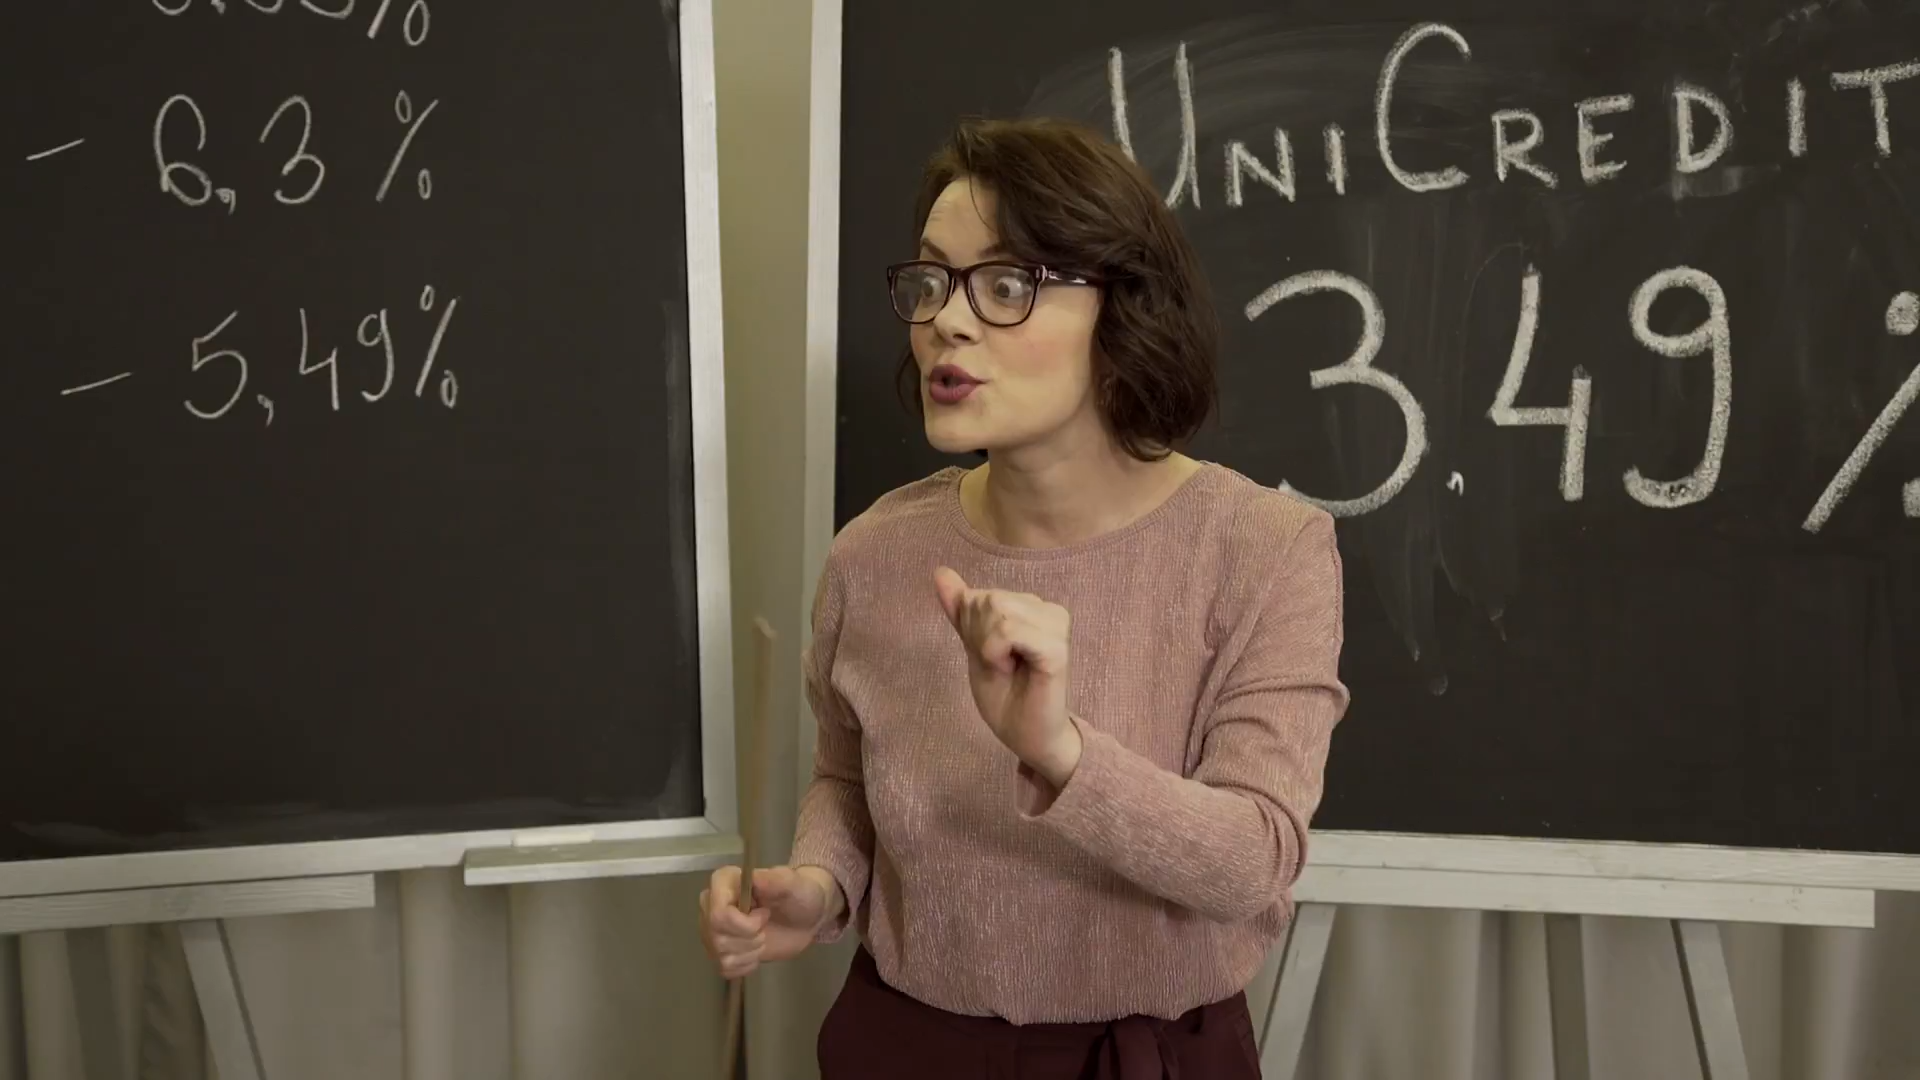 - 6,3 %
- 5,49%
UNICREDIT
3.49 %